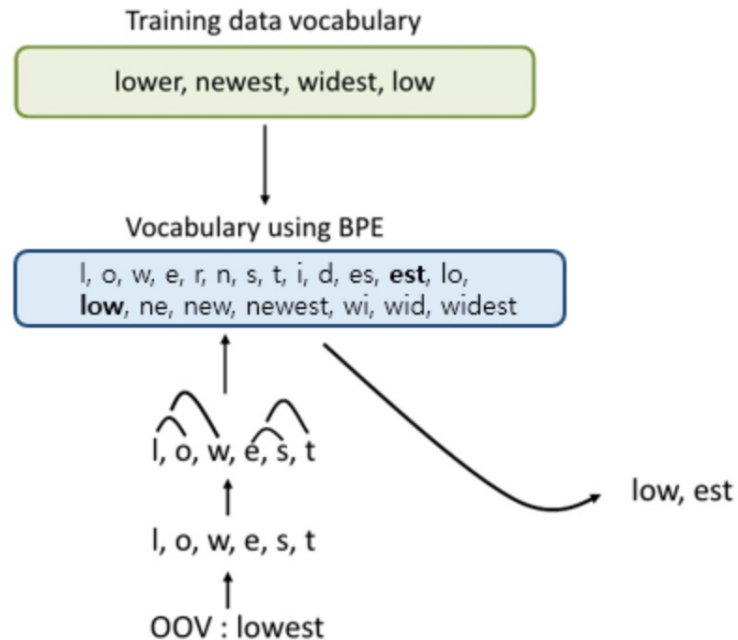 Training data vocabulary
lower, newest, widest, low
Vocabulary using BPE
l, o, w, e, r, n, s, t, i, d, es, est, lo,
low, ne, new, newest, wi, wid, widest
l, o, w, e, s, t
low, est
l, o, w, e, s, t
OOV : lowest